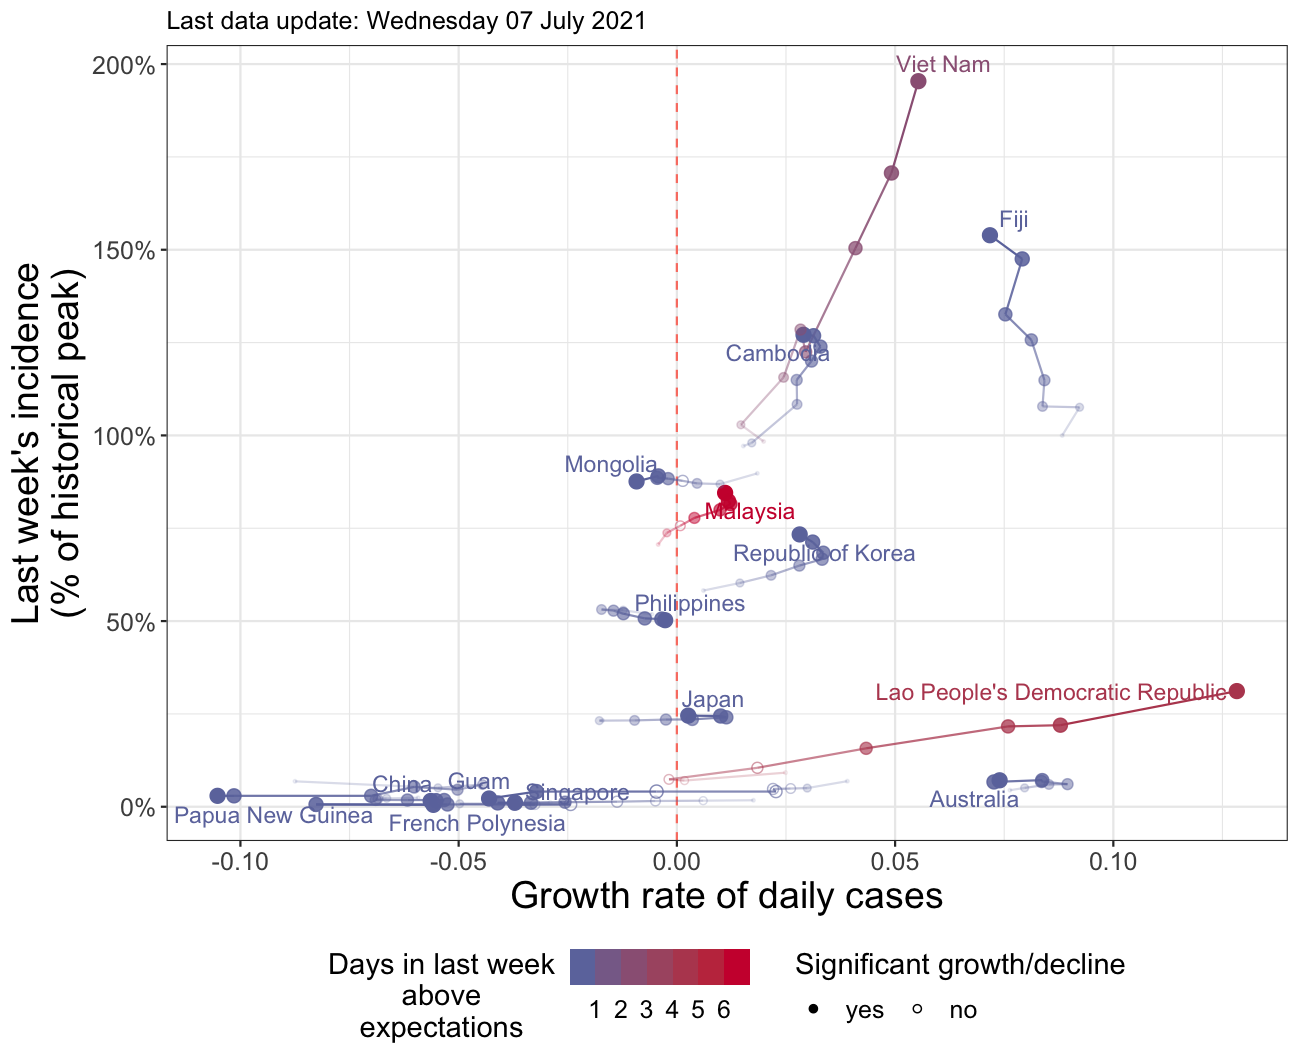 Last data update: Wednesday 07 July 2021
200%
150%
100%
50%
0%
Last week's incidence
(% of historical peak)
Viet Nam
Fiji
Cambodia
Mongolia
Malaysia
Republic of Korea
Philippines
Lao People's Democratic Republic
Japan
China
Guam
Singapore
Australia
Papua New Guinea
French Polynesia
-0.10
-0.05
0.00
0.05
0.10
Growth rate of daily cases
Days in last week
above
expectations
1 2 3 4 5 6
Significant growth/decline
yes
no